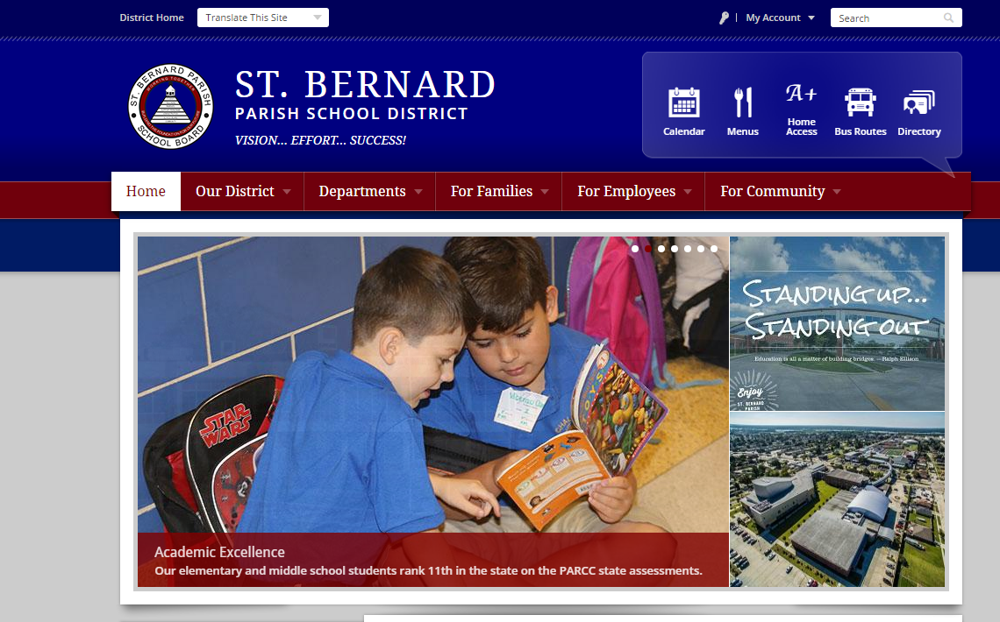 District Home
Translate This Site
My Account
Search
ST. BERNARD PARISH
WORKING TOGETHER
SCHOOL BOARD
ST. BERNARD
PARISH SCHOOL DISTRICT
VISION... EFFORT... SUCCESS!
Calendar
Menus
A+
Home
Access
Bus Routes
Directory
Home
Our District
Departments
For Families
For Employees
For Community
STAR
WARS
STANDING UP...
STANDING OUT
Education is all a matter of building bridges. —Ralph Ellison
Enjoy
ST. BERNARD
PARISH
Academic Excellence
Our elementary and middle school students rank 11th in the state on the PARCC state assessments.